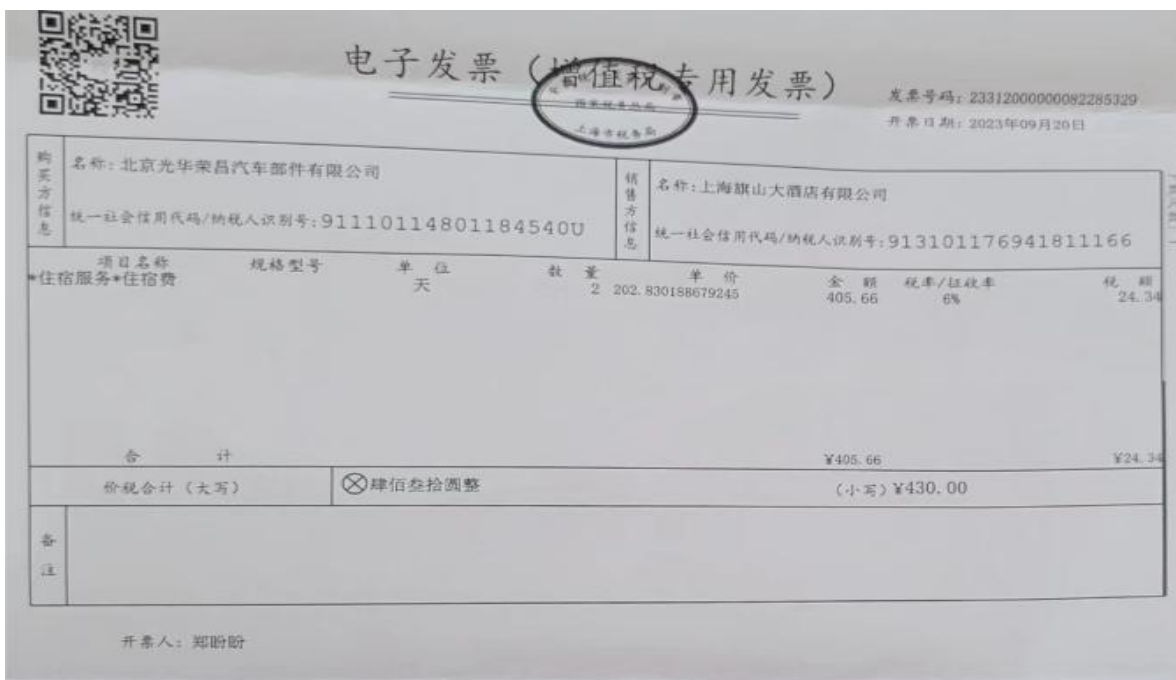 电子发票（增值税专用发票）
上海市税务局
发票号码：23312000000082285329
开票日期：2023年09月20日
购买方信息
名称：北京光华荣昌汽车部件有限公司
统一社会信用代码/纳税人识别号：91110114801184540U
销售方信息
名称：上海旗山大酒店有限公司
统一社会信用代码/纳税人识别号：913101176941811166
项目名称 规格型号 单位 数量 单价 金额 税率/征收率 税额
*住宿服务*住宿费 天 2 202.830188679245 405.66 6% 24.34
合计 ¥405.66 ¥24.34
价税合计（大写） ⊗肆佰叁拾圆整 （小写）¥430.00
备注
开票人：郑盼盼